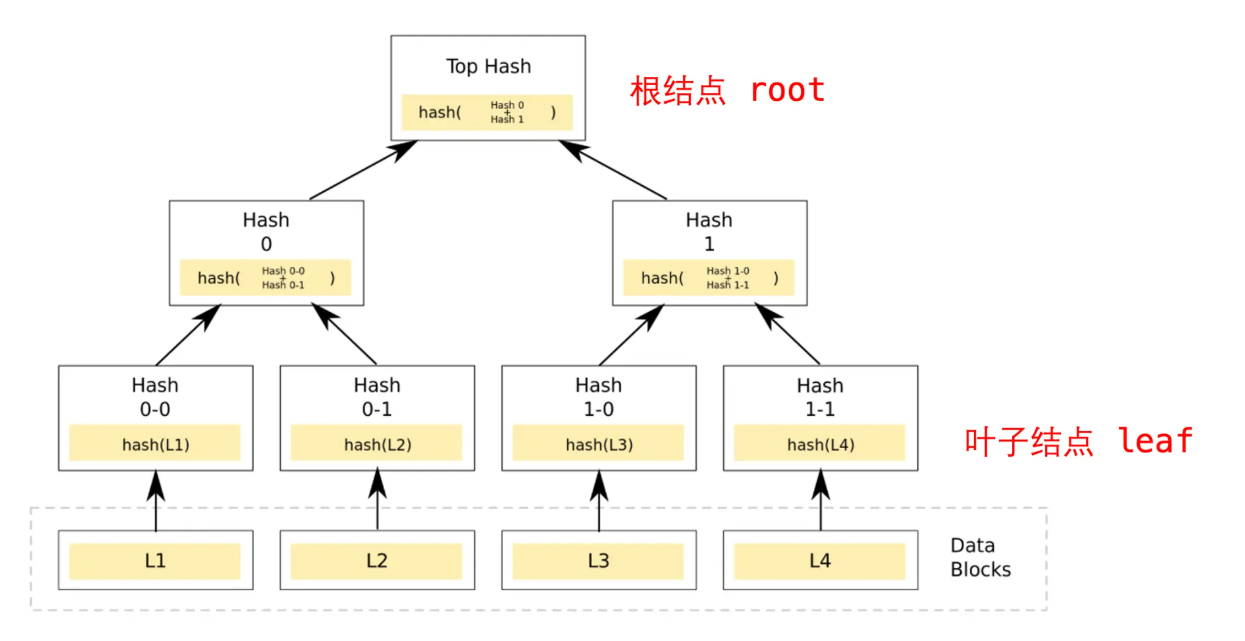 Top Hash
hash( Hash 0 + Hash 1 )
根结点 root
Hash
0
hash( Hash 0-0 + Hash 0-1 )
Hash
1
hash( Hash 1-0 + Hash 1-1 )
Hash
0-0
hash(L1)
Hash
0-1
hash(L2)
Hash
1-0
hash(L3)
Hash
1-1
hash(L4)
叶子结点 leaf
L1
L2
L3
L4
Data
Blocks